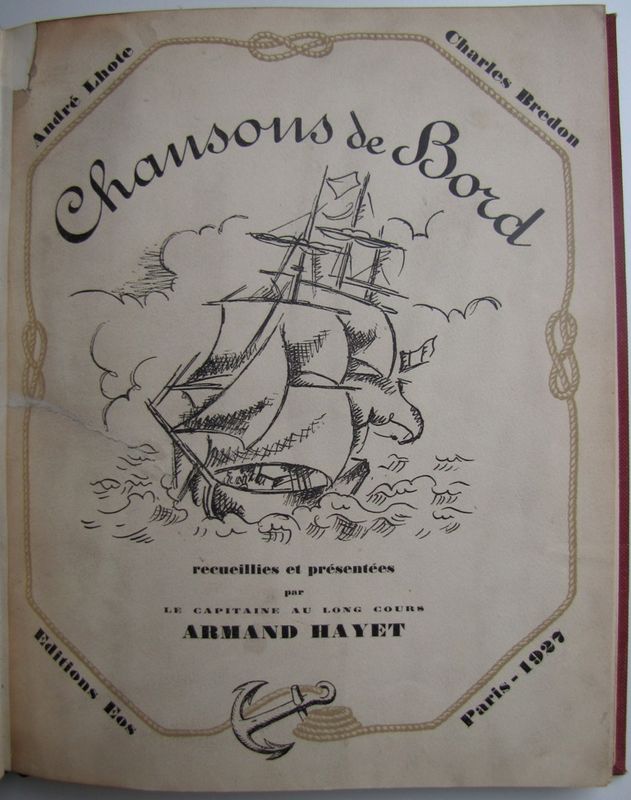 André Lhote
Charles Bredon
Chansons de Bord
recueillies et présentées
par
LE CAPITAINE AU LONG COURS
ARMAND HAYET
Editions Eos
Paris - 1927